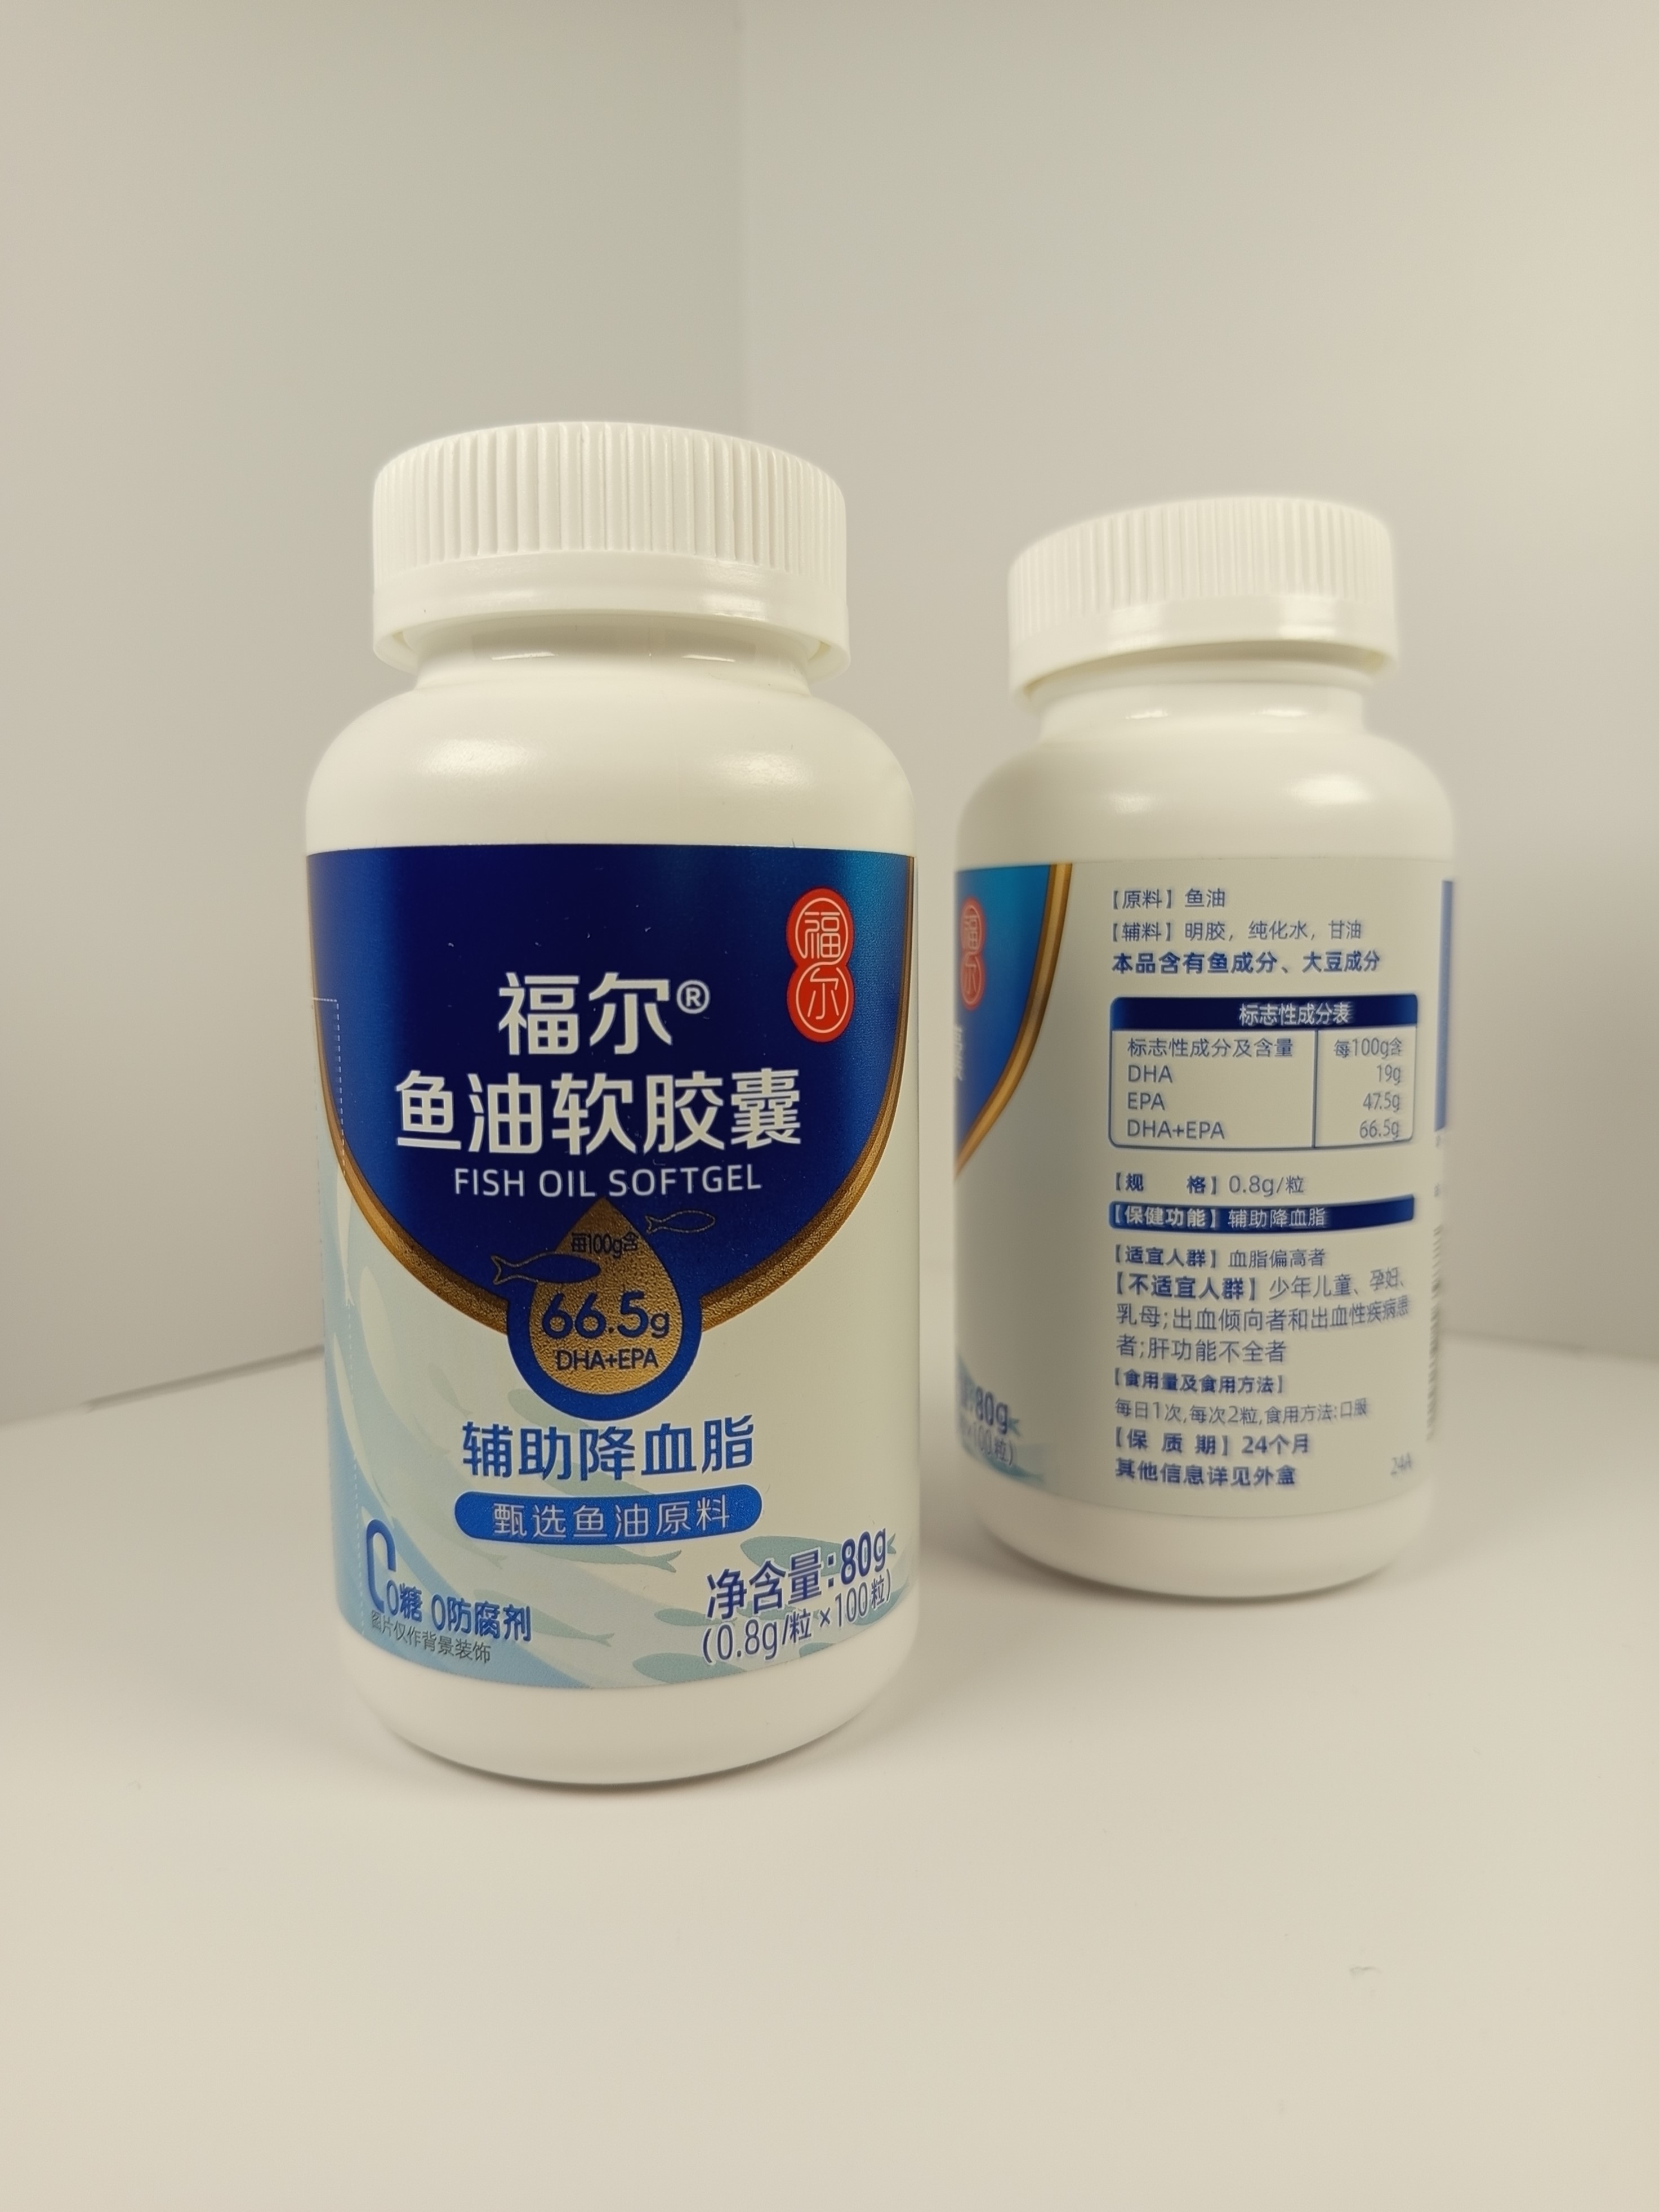 福尔®
福
尔
鱼油软胶囊
FISH OIL SOFTGEL
每100g含
66.5g
DHA+EPA
辅助降血脂
甄选鱼油原料
0糖 0防腐剂
图片仅作背景装饰
净含量:80g
(0.8g/粒×100粒)
福
尔
80g
100粒)
【原料】鱼油
【辅料】明胶，纯化水，甘油
本品含有鱼成分、大豆成分
标志性成分表
标志性成分及含量 每100g含
DHA 19g
EPA 47.5g
DHA+EPA 66.5g
【规 格】0.8g/粒
【保健功能】辅助降血脂
【适宜人群】血脂偏高者
【不适宜人群】少年儿童、孕妇、
乳母;出血倾向者和出血性疾病患
者;肝功能不全者
【食用量及食用方法】
每日1次,每次2粒,食用方法:口服
【保 质 期】24个月
其他信息详见外盒